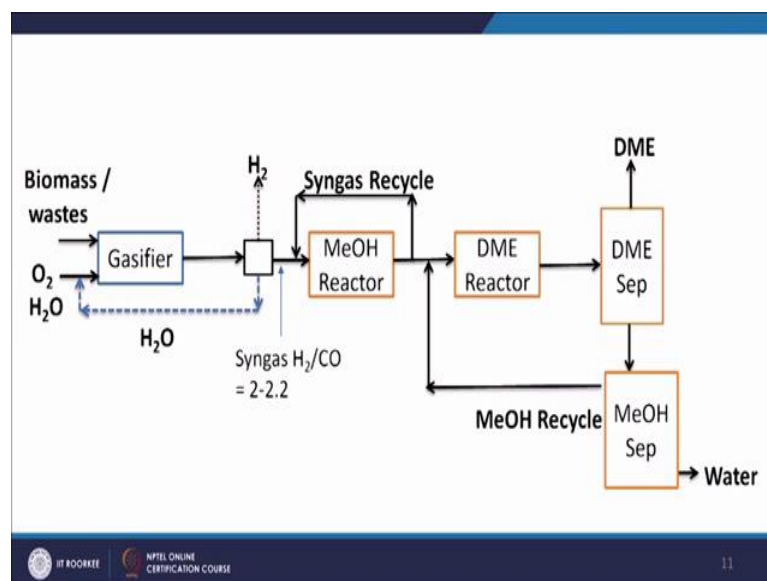 Biomass /
wastes
O2
H2O
H2O
Gasifier
H2
Syngas H2/CO
= 2-2.2
Syngas Recycle
MeOH
Reactor
DME
Reactor
DME
DME
Sep
MeOH Recycle
MeOH
Sep
Water
IIT ROORKEE
NPTEL ONLINE
CERTIFICATION COURSE
11